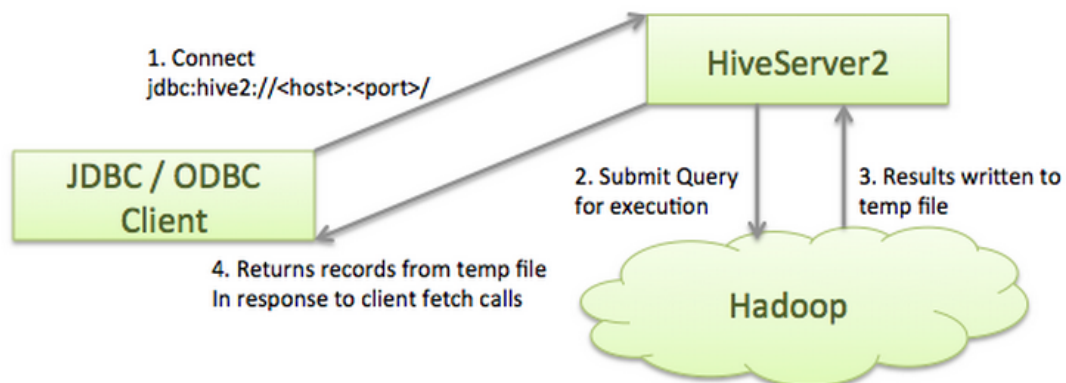 1. Connect
jdbc:hive2://<host>:<port>/
HiveServer2
JDBC / ODBC
Client
2. Submit Query
for execution
3. Results written to
temp file
4. Returns records from temp file
In response to client fetch calls
Hadoop